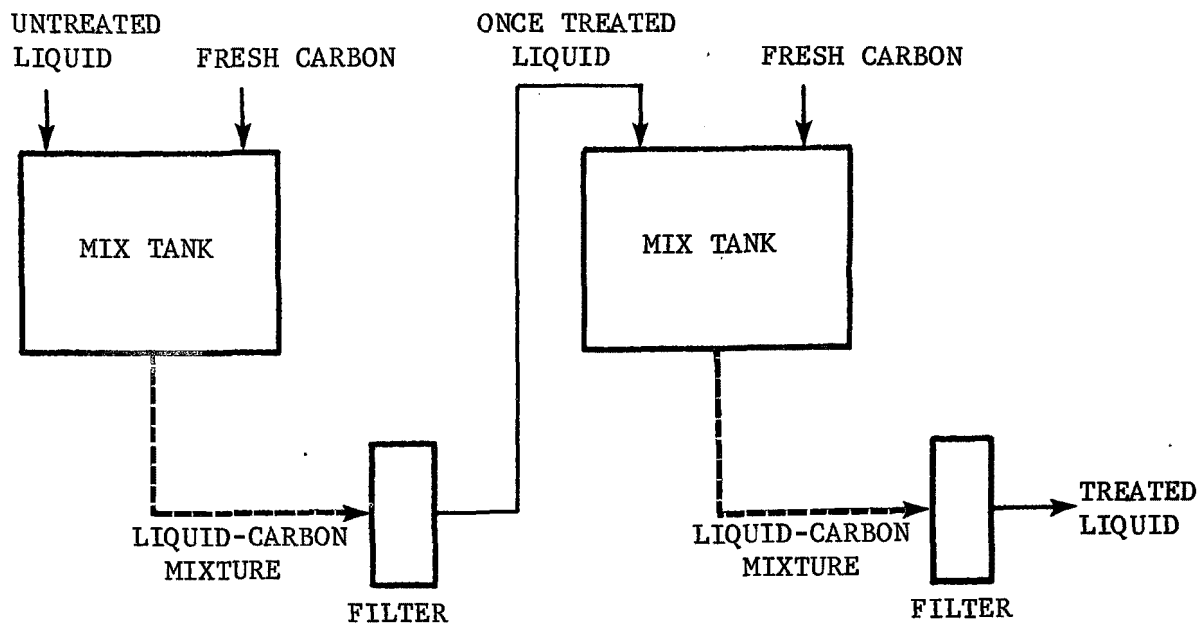 UNTREATED
LIQUID
FRESH CARBON
ONCE TREATED
LIQUID
FRESH CARBON
MIX TANK
MIX TANK
LIQUID-CARBON
MIXTURE
FILTER
LIQUID-CARBON
MIXTURE
FILTER
TREATED
LIQUID